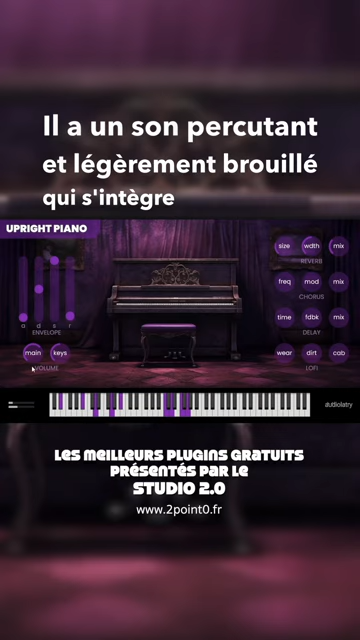 Il a un son percutant
et légèrement brouillé
qui s'intègre
UPRIGHT PIANO
size width mix
REVERB
freq mod mix
CHORUS
a d s r
ENVELOPE
time fdbk mix
DELAY
main keys
VOLUME
wear dirt cab
LOFI
studiolatry
Les meilleurs plugins gratuits
présentés par le
STUDIO 2.0
www.2point0.fr